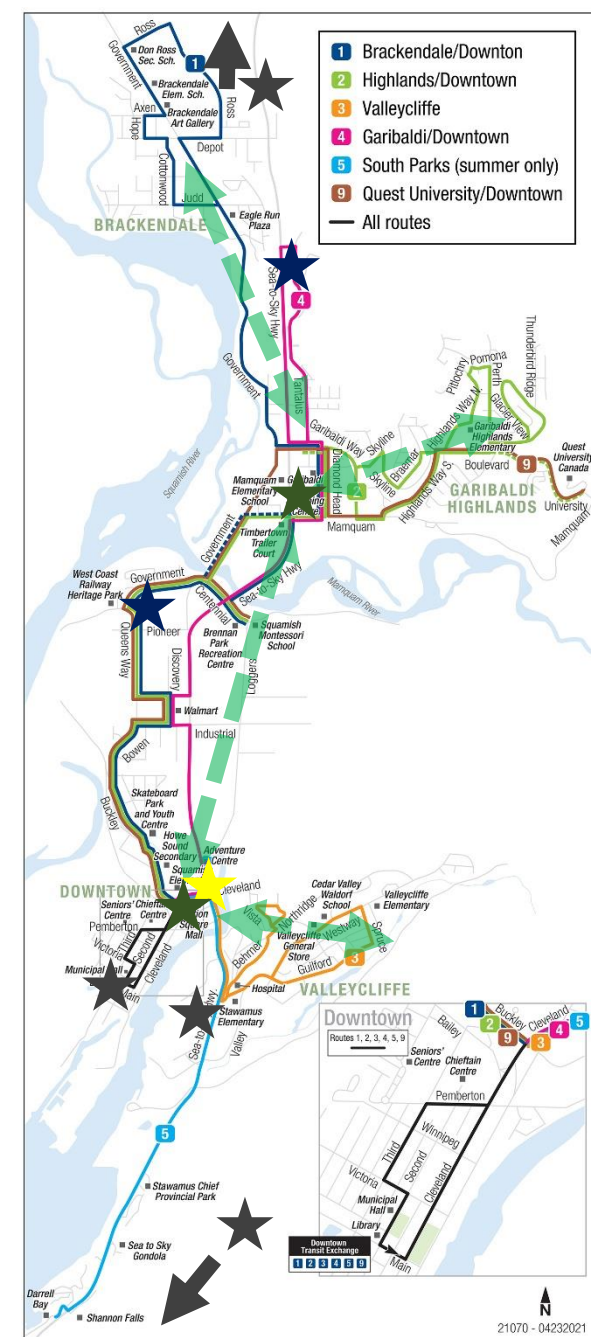 1 Brackendale/Downton
2 Highlands/Downtown
3 Valleycliffe
4 Garibaldi/Downtown
5 South Parks (summer only)
9 Quest University/Downtown
All routes
Ross
Don Ross
Sec. Sch.
1
Government
Brackendale
Elem. Sch.
Ross
Axen
Brackendale
Art Gallery
Hope
Depot
Cottonwood
Judd
Eagle Run
Plaza
BRACKENDALE
Sea-to-Sky Hwy
4
Government
Tantalus
Thunderbird Ridge
Pomona
Pitlochry
Perth
Glacier View
Highlands Way N.
Garibaldi Way
Skyline
Garibaldi
Highlands
Elementary
Braemar
Squamish River
Diamond Head
Quest
University
Canada
Boulevard
9
Mamquam
Elementary
School
2
Skyline
Highlands Way S.
GARIBALDI
HIGHLANDS
University
Mamquam
Mamquam
Timbertown
Trailer
Court
Government
Sea-to-Sky Hwy
Mamquam River
West Coast
Railway
Heritage Park
Government
Centennial
Pioneer
Queens Way
Discovery
Brennan
Park
Recreation
Centre
Squamish
Montessori
School
Loggers
Walmart
Industrial
Bowen
Buckley
Skateboard
Park
and Youth
Centre
Howe
Sound
Secondary
Adventure
Centre
Cleveland
DOWNTOWN
Seniors'
Centre
Chieftain
Centre
Mall
Pemberton
Victoria
Third
Second
Cleveland
Municipal Hall
Main
Vista
Northridge
Cedar Valley
Waldorf
School
Valleycliffe
Elementary
Westway
Spruce
Valleycliffe
General
Store
Behrner
Guilford
3
Hospital
VALLEYCLIFFE
Stawamus
Elementary
Valley
5
Stawamus Chief
Provincial Park
Sea to Sky
Gondola
Darrell
Bay
Shannon Falls
Downtown
Routes 1, 2, 3, 4, 5, 9
1
2
9
Buckley
Cleveland
3
4
5
Bailey
Seniors'
Centre
Chieftain
Centre
Pemberton
Winnipeg
Third
Second
Cleveland
Victoria
Municipal
Hall
Library
Main
Downtown
Transit Exchange
1 2 3 4 5 9
N
21070 - 04232021